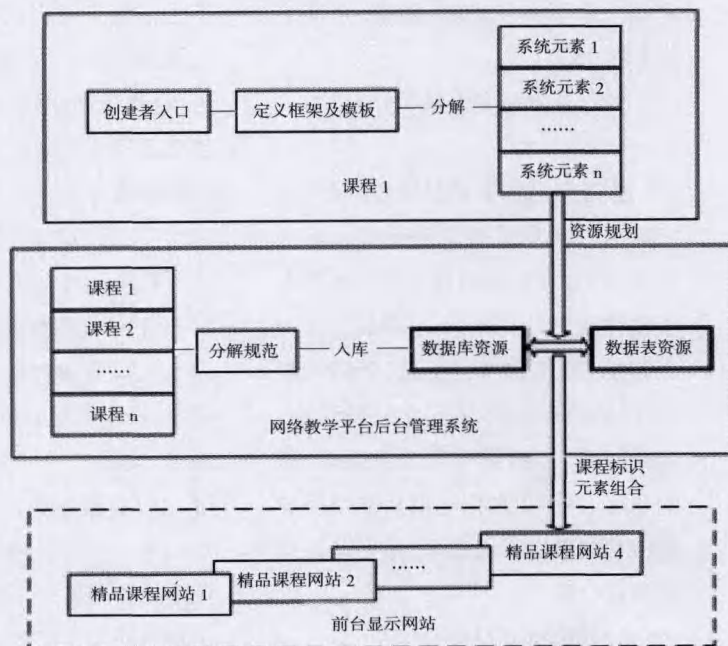 系统元素 1
系统元素 2
……
系统元素 n
创建者人口
定义框架及模板
分解
课程 1
资源规划
课程 1
课程 2
……
课程 n
分解规范
人库
数据库资源
数据表资源
网络教学平台后台管理系统
课程标识
元素组合
精品课程网站 4
……
精品课程网站 2
精品课程网站 1
前台显示网站